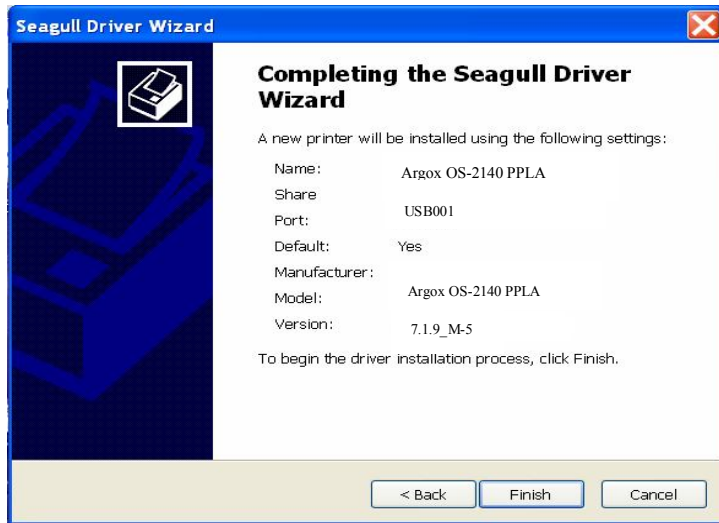 Seagull Driver Wizard
Completing the Seagull Driver
Wizard
A new printer will be installed using the following settings:
Name: Argox OS-2140 PPLA
Share
Port: USB001
Default: Yes
Manufacturer:
Model: Argox OS-2140 PPLA
Version: 7.1.9_M-5
To begin the driver installation process, click Finish.
< Back Finish Cancel